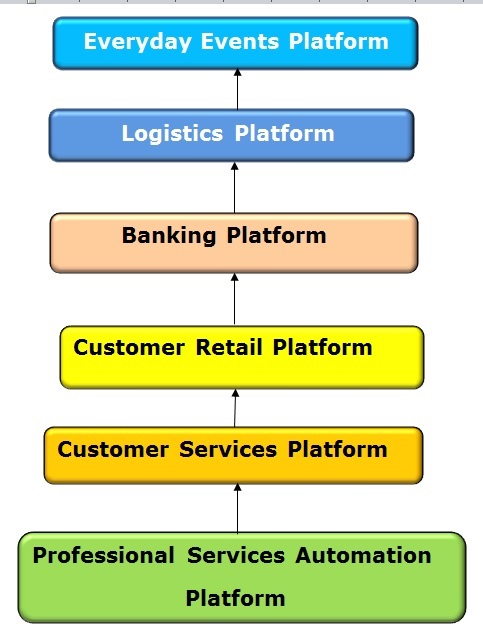 Everyday Events Platform
Logistics Platform
Banking Platform
Customer Retail Platform
Customer Services Platform
Professional Services Automation
Platform